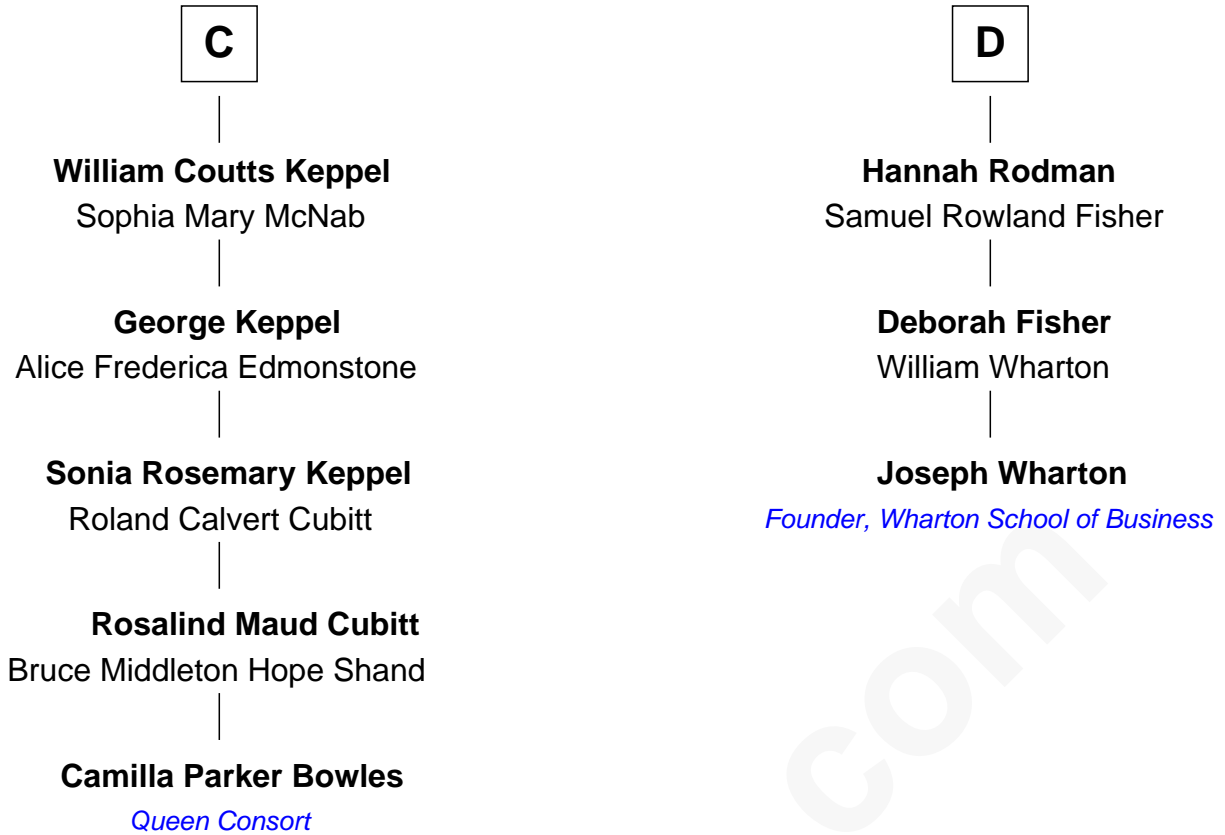 C
William Coutts Keppel
Sophia Mary McNab
George Keppel
Alice Frederica Edmonstone
Sonia Rosemary Keppel
Roland Calvert Cubitt
Rosalind Maud Cubitt
Bruce Middleton Hope Shand
Camilla Parker Bowles
Queen Consort
D
Hannah Rodman
Samuel Rowland Fisher
Deborah Fisher
William Wharton
Joseph Wharton
Founder, Wharton School of Business
com